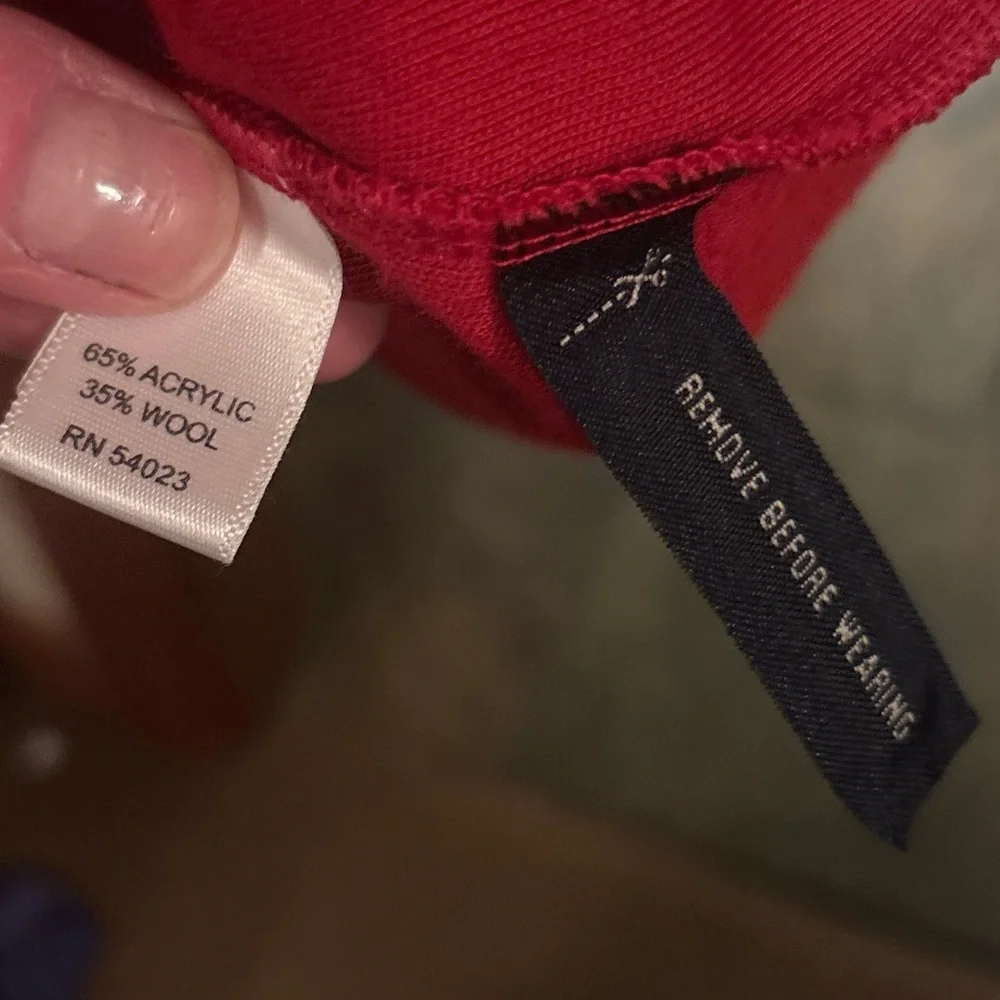 65% ACRYLIC
35% WOOL
RN 54023
REMOVE BEFORE WEARING